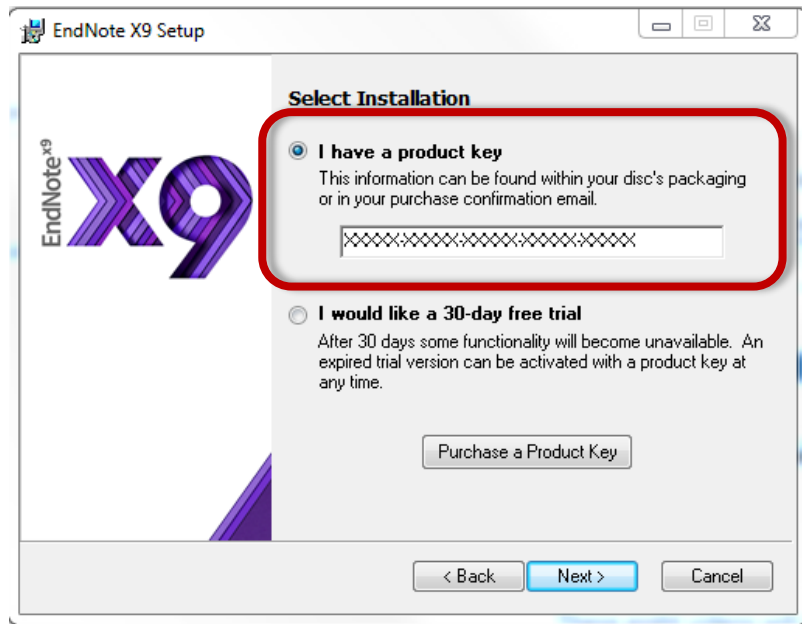 EndNote X9 Setup
Select Installation
I have a product key
This information can be found within your disc's packaging
or in your purchase confirmation email.
XXXXX-XXXXX-XXXXX-XXXXX-XXXXX
EndNote x9
X9
I would like a 30-day free trial
After 30 days some functionality will become unavailable. An
expired trial version can be activated with a product key at
any time.
Purchase a Product Key
< Back Next > Cancel